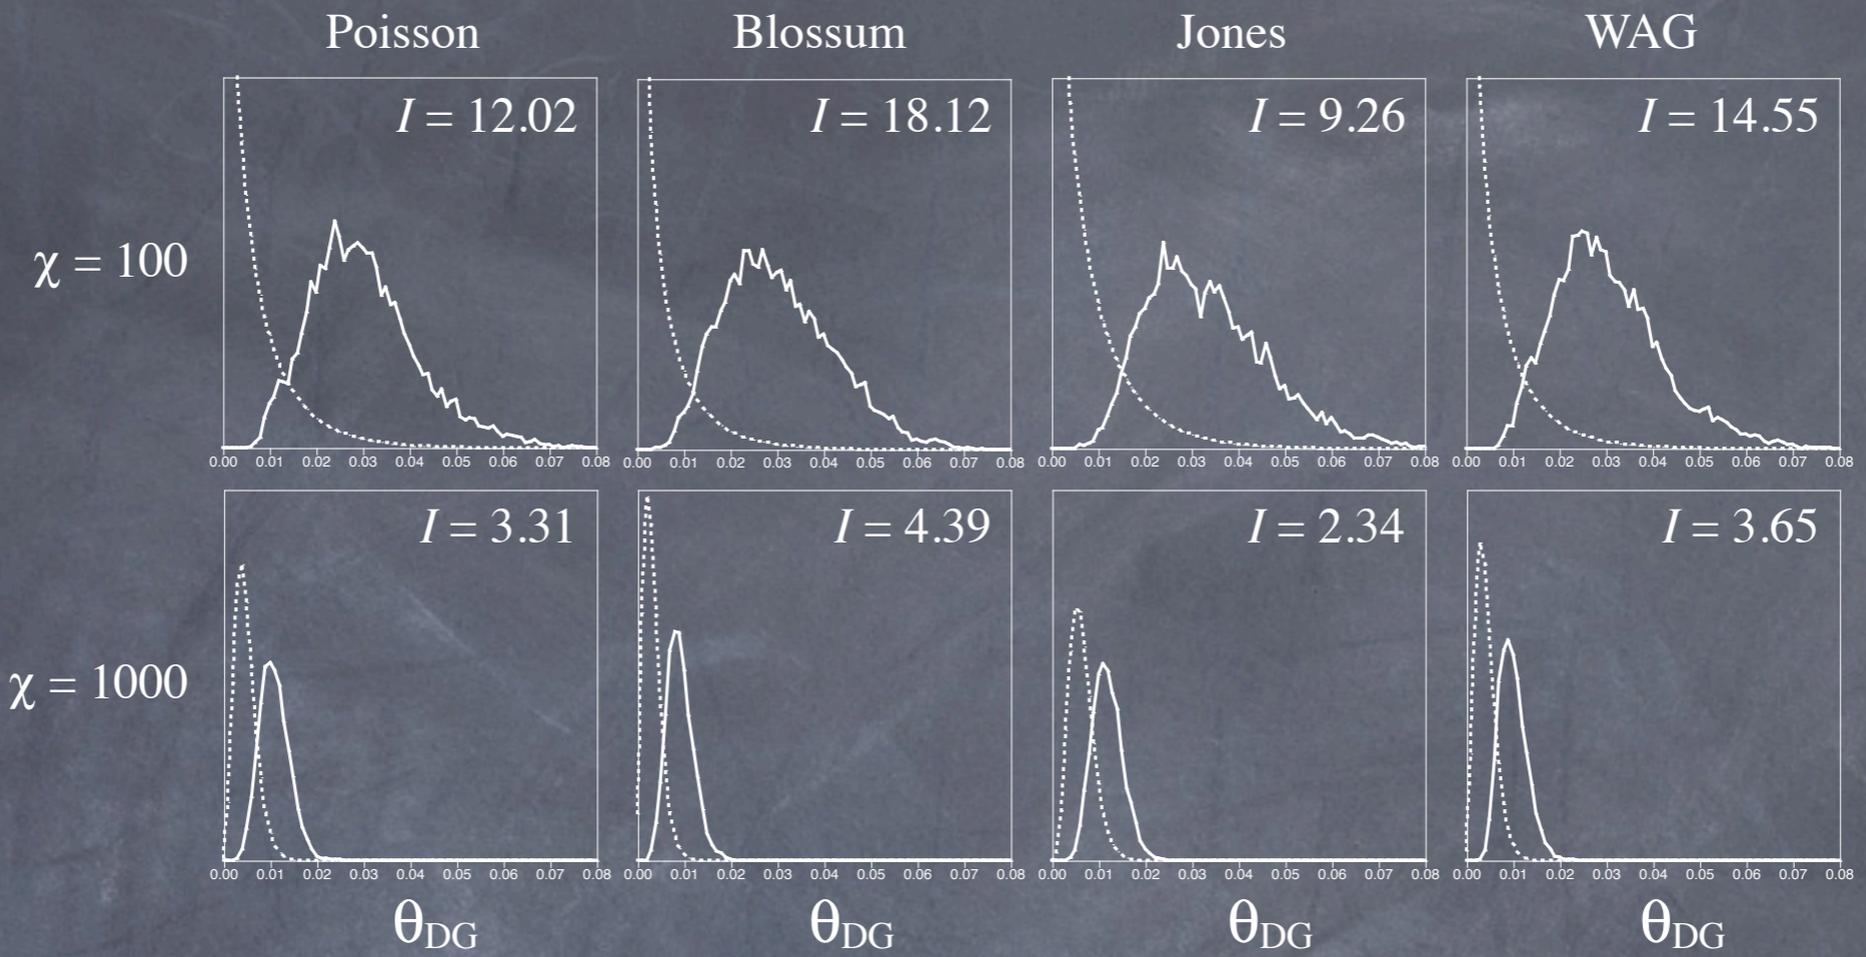 Poisson Blossum Jones WAG
I = 12.02 I = 18.12 I = 9.26 I = 14.55
χ = 100
0.00 0.01 0.02 0.03 0.04 0.05 0.06 0.07 0.08 0.00 0.01 0.02 0.03 0.04 0.05 0.06 0.07 0.08 0.00 0.01 0.02 0.03 0.04 0.05 0.06 0.07 0.08 0.00 0.01 0.02 0.03 0.04 0.05 0.06 0.07 0.08
I = 3.31 I = 4.39 I = 2.34 I = 3.65
χ = 1000
0.00 0.01 0.02 0.03 0.04 0.05 0.06 0.07 0.08 0.00 0.01 0.02 0.03 0.04 0.05 0.06 0.07 0.08 0.00 0.01 0.02 0.03 0.04 0.05 0.06 0.07 0.08 0.00 0.01 0.02 0.03 0.04 0.05 0.06 0.07 0.08
θDG θDG θDG θDG